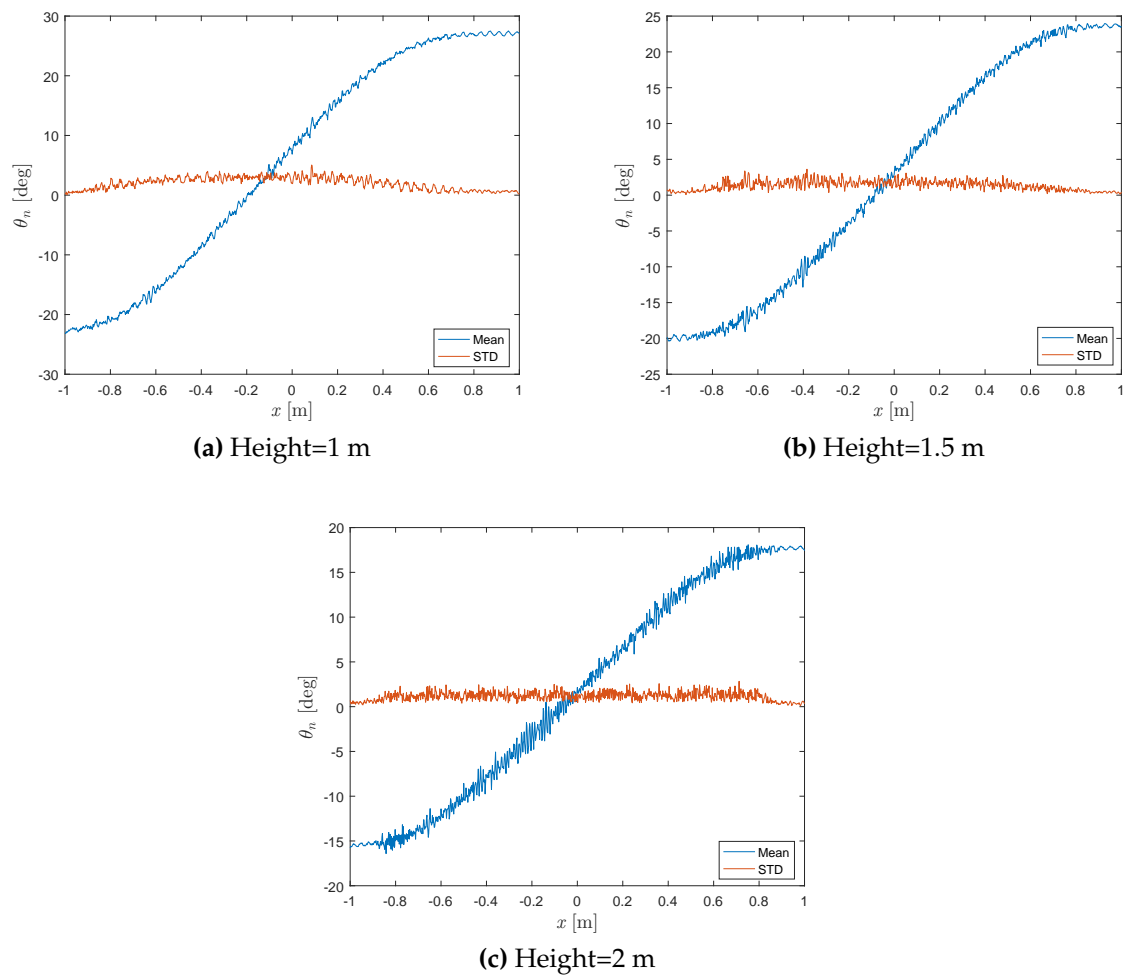 30
20
10
0
-10
-20
-30
θn [deg]
-1 -0.8 -0.6 -0.4 -0.2 0 0.2 0.4 0.6 0.8 1
x [m]
Mean
STD
(a) Height=1 m
25
20
15
10
5
0
-5
-10
-15
-20
-25
θn [deg]
-1 -0.8 -0.6 -0.4 -0.2 0 0.2 0.4 0.6 0.8 1
x [m]
Mean
STD
(b) Height=1.5 m
20
15
10
5
0
-5
-10
-15
-20
θn [deg]
-1 -0.8 -0.6 -0.4 -0.2 0 0.2 0.4 0.6 0.8 1
x [m]
Mean
STD
(c) Height=2 m